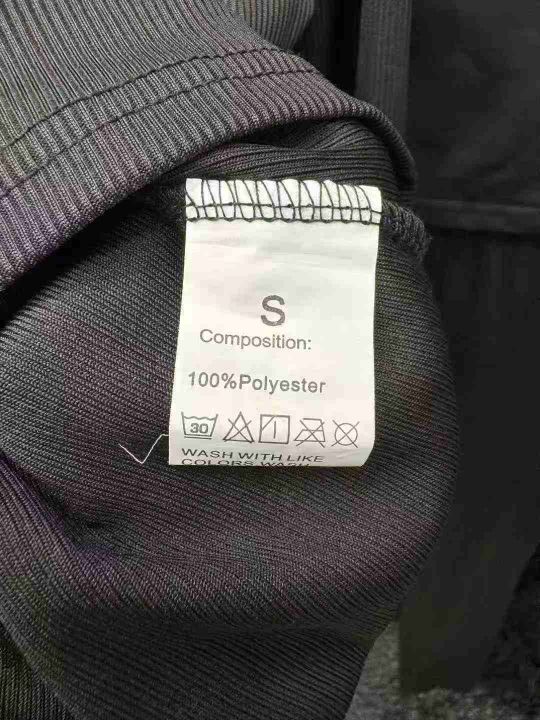 S
Composition:
100%Polyester
30
WASH WITH LIKE
COLORS WASH